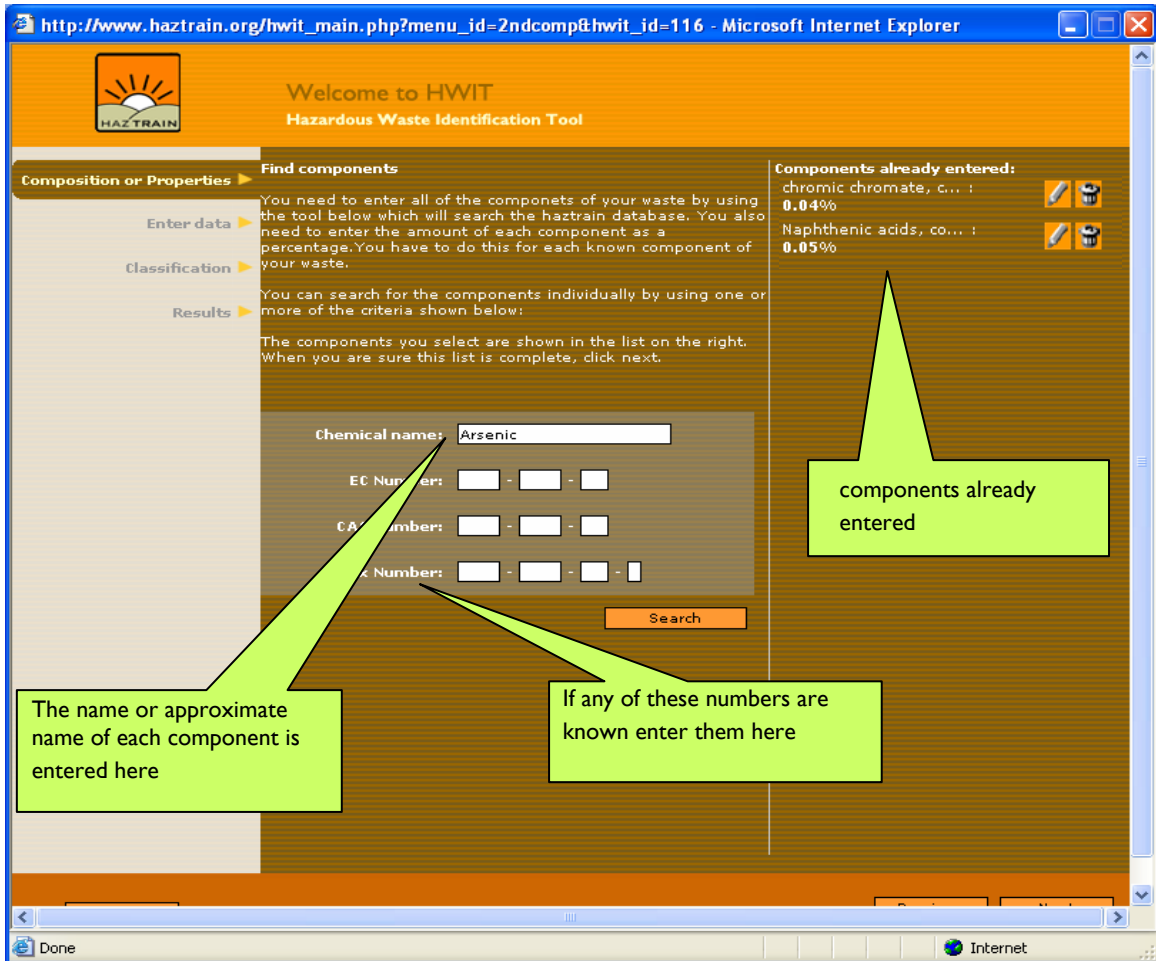 http://www.haztrain.org/hwit_main.php?menu_id=2ndcomp&hwit_id=116 - Microsoft Internet Explorer
HAZTRAIN
Welcome to HWIT
Hazardous Waste Identification Tool
Composition or Properties
Enter data
Classification
Results
Find components
You need to enter all of the componets of your waste by using
the tool below which will search the haztrain database. You also
need to enter the amount of each component as a
percentage.You have to do this for each known component of
your waste.
You can search for the components individually by using one or
more of the criteria shown below:
The components you select are shown in the list on the right.
When you are sure this list is complete, click next.
Chemical name: Arsenic
EC Number: - -
Number: - -
Number: - - -
Search
Components already entered:
chromic chromate, c... :
0.04%
Naphthenic acids, co... :
0.05%
components already
entered
The name or approximate
name of each component is
entered here
If any of these numbers are
known enter them here
Done
Internet